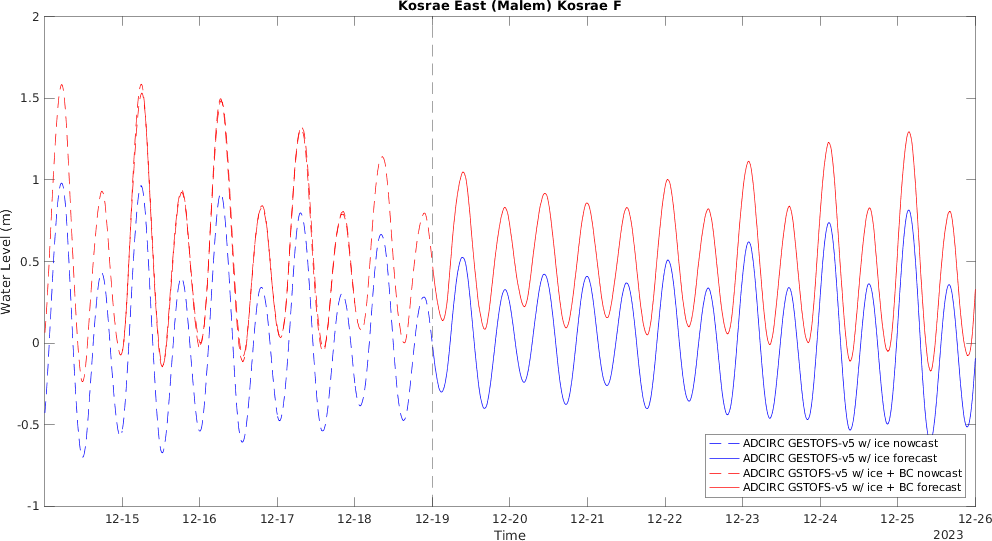 Kosrae East (Malem) Kosrae F
Water Level (m)
2
1.5
1
0.5
0
-0.5
-1
12-15
12-16
12-17
12-18
12-19
12-20
12-21
12-22
12-23
12-24
12-25
12-26
Time
2023
ADCIRC GESTOFS-v5 w/ ice nowcast
ADCIRC GESTOFS-v5 w/ ice forecast
ADCIRC GSTOFS-v5 w/ ice + BC nowcast
ADCIRC GSTOFS-v5 w/ ice + BC forecast